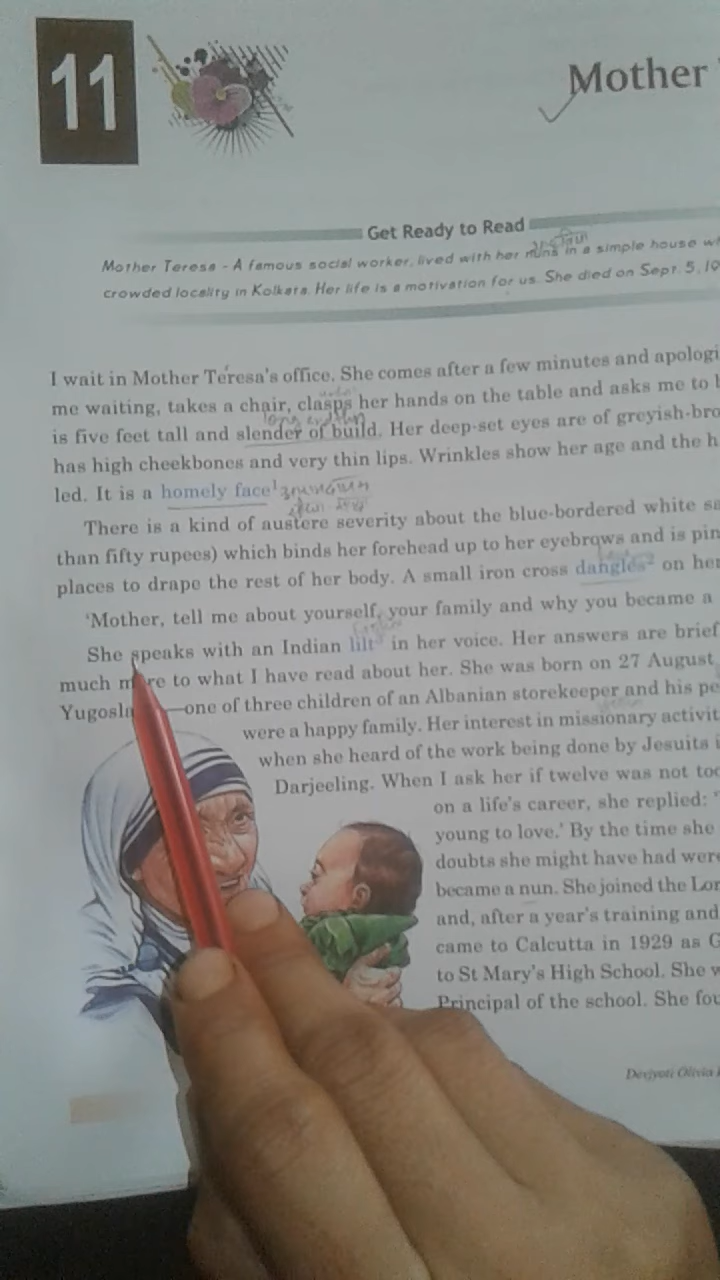 11
Mother
Get Ready to Read
Mother Teresa - A famous social worker, lived with her nuns in a simple house
crowded locality in Kolkata. Her life is a motivation for us. She died on Sept. 5, 19
I wait in Mother Teresa's office. She comes after a few minutes and apologi
me waiting, takes a chair, clasps her hands on the table and asks me to
is five feet tall and slender of build. Her deep-set eyes are of greyish-bro
has high cheekbones and very thin lips. Wrinkles show her age and the h
led. It is a homely face¹
There is a kind of austere severity about the blue-bordered white sa
than fifty rupees) which binds her forehead up to her eyebrows and is pin
places to drape the rest of her body. A small iron cross dangles² on her
'Mother, tell me about yourself, your family and why you became a
She speaks with an Indian lilt³ in her voice. Her answers are brief
much to what I have read about her. She was born on 27 August
Yugosla —one of three children of an Albanian storekeeper and his pe
were a happy family. Her interest in missionary activit
when she heard of the work being done by Jesuits i
Darjeeling. When I ask her if twelve was not too
on a life's career, she replied: '
young to love.' By the time she
doubts she might have had were
became a nun. She joined the Lor
and, after a year's training and
came to Calcutta in 1929 as G
to St Mary's High School. She w
Principal of the school. She fou
Olivia